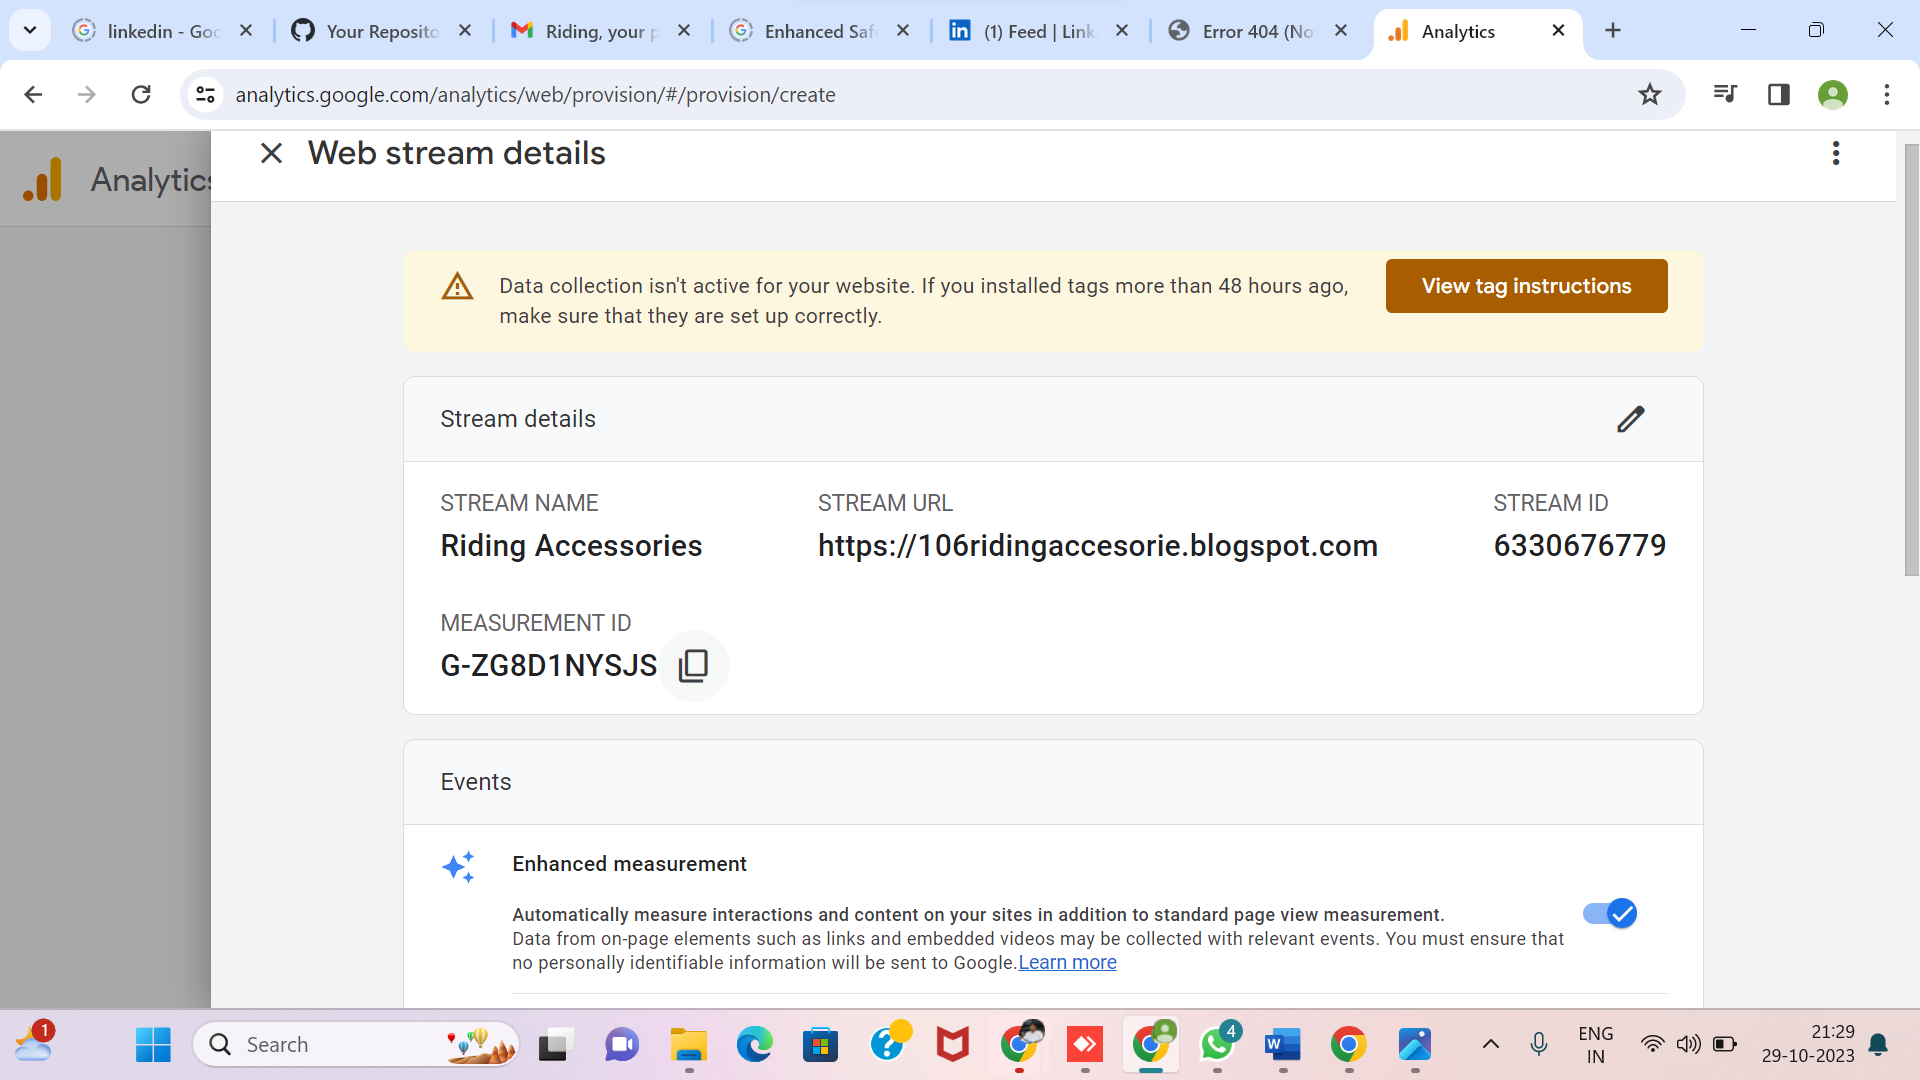 linkedin - Goo
Your Reposito
Riding, your p
Enhanced Saf
(1) Feed | Link
Error 404 (No
Analytics
analytics.google.com/analytics/web/provision/#/provision/create
Analytics
Web stream details
Data collection isn't active for your website. If you installed tags more than 48 hours ago,
make sure that they are set up correctly.
View tag instructions
Stream details
STREAM NAME
Riding Accessories
STREAM URL
https://106ridingaccesorie.blogspot.com
STREAM ID
6330676779
MEASUREMENT ID
G-ZG8D1NYSJS
Events
Enhanced measurement
Automatically measure interactions and content on your sites in addition to standard page view measurement.
Data from on-page elements such as links and embedded videos may be collected with relevant events. You must ensure that
no personally identifiable information will be sent to Google. Learn more
1
Search
4
ENG
IN
21:29
29-10-2023